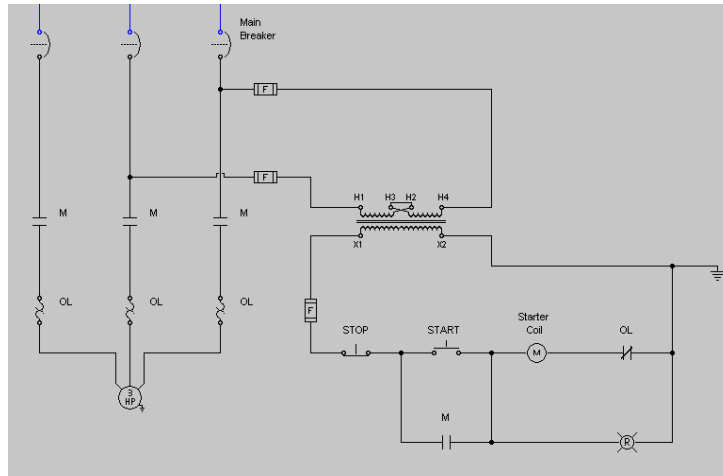 Main
Breaker
F
F
H1 H3 H2 H4
M M M
X1 X2
OL OL OL
F
STOP START Starter
Coil OL
M
3
HP
M
R